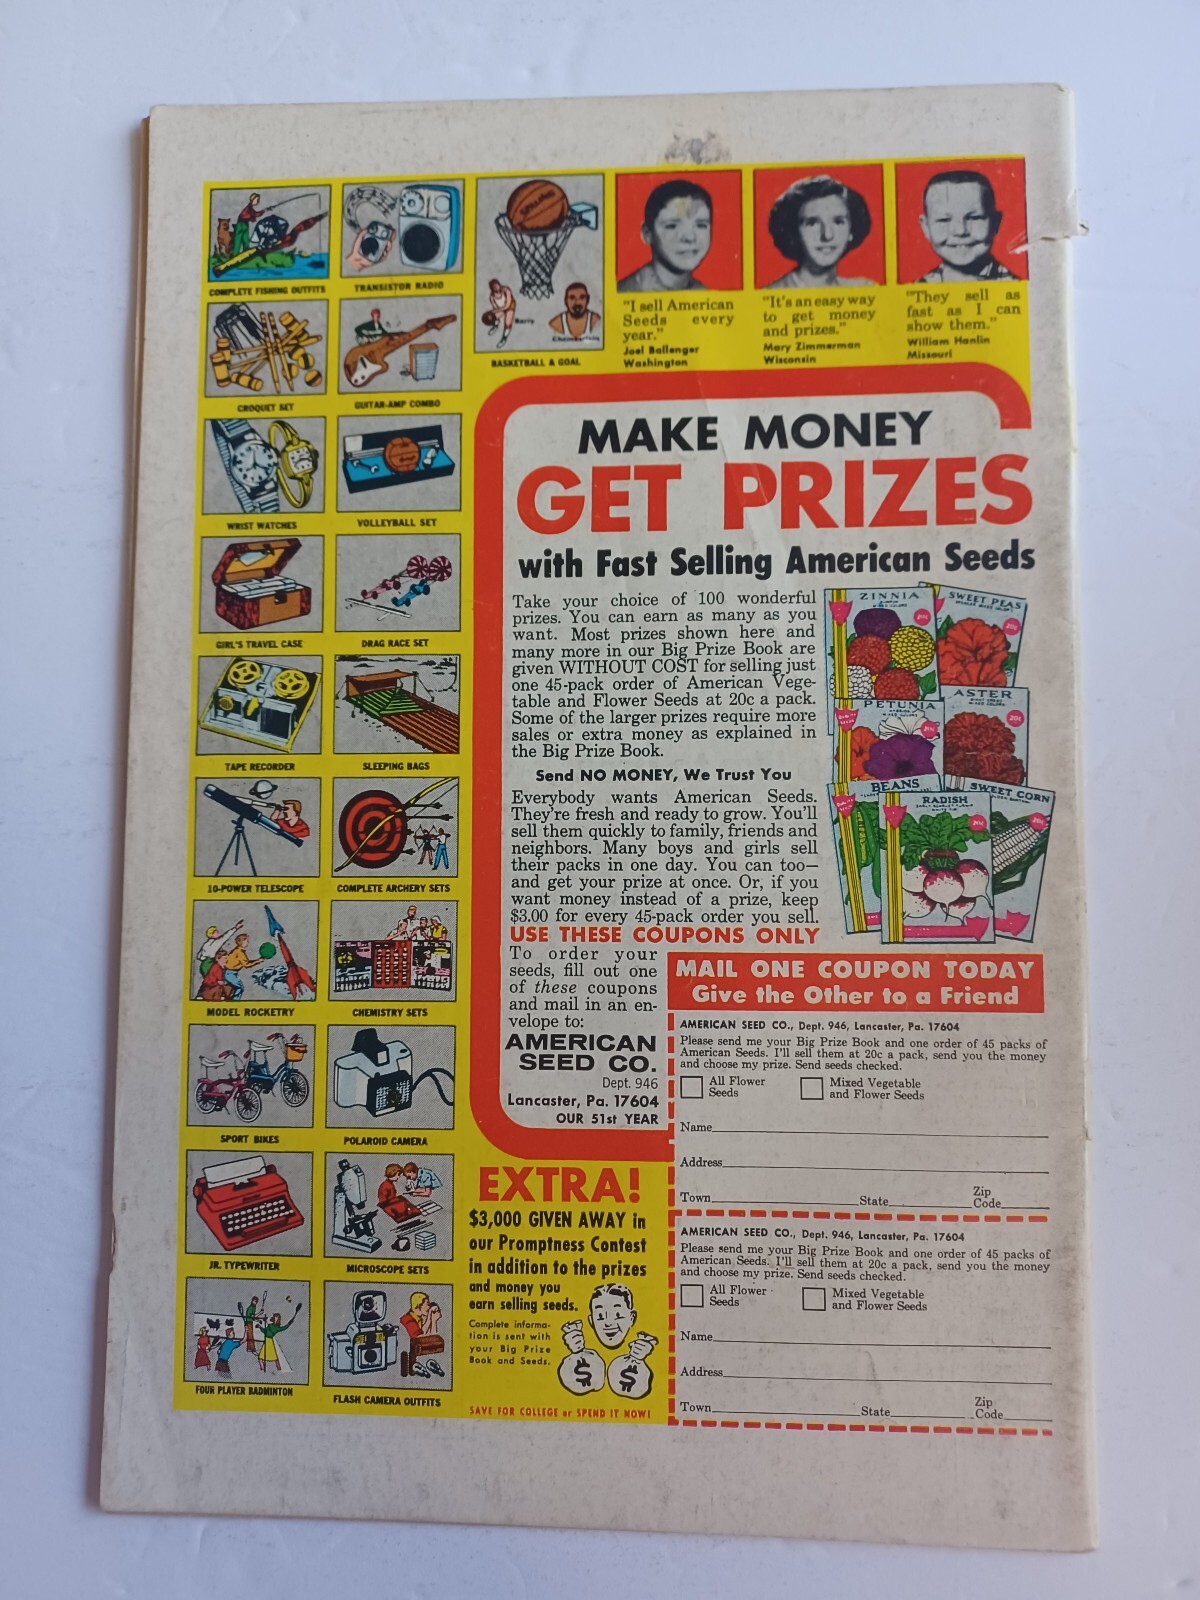 COMPLETE FISHING OUTFITS
TRANSISTOR RADIO
CROQUET SET
GUITAR-AMP COMBO
WRIST WATCHES
VOLLEYBALL SET
GIRL'S TRAVEL CASE
DRAG RACE SET
TAPE RECORDER
SLEEPING BAGS
10-POWER TELESCOPE
COMPLETE ARCHERY SETS
MODEL ROCKETRY
CHEMISTRY SETS
SPORT BIKES
POLAROID CAMERA
JR. TYPEWRITER
MICROSCOPE SETS
FOUR PLAYER BADMINTON
FLASH CAMERA OUTFITS
SPALDING
Barry
Chamberlain
BASKETBALL & GOAL
"I sell American
Seeds every
year."
Joel Ballenger
Washington
"It's an easy way
to get money
and prizes."
Mary Zimmerman
Wisconsin
"They sell as
fast as I can
show them."
William Hanlin
Missouri
MAKE MONEY
GET PRIZES
with Fast Selling American Seeds
Take your choice of 100 wonderful
prizes. You can earn as many as you
want. Most prizes shown here and
many more in our Big Prize Book are
given WITHOUT COST for selling just
one 45-pack order of American Vege-
table and Flower Seeds at 20c a pack.
Some of the larger prizes require more
sales or extra money as explained in
the Big Prize Book.
Send NO MONEY, We Trust You
Everybody wants American Seeds.
They're fresh and ready to grow. You'll
sell them quickly to family, friends and
neighbors. Many boys and girls sell
their packs in one day. You can too—
and get your prize at once. Or, if you
want money instead of a prize, keep
$3.00 for every 45-pack order you sell.
USE THESE COUPONS ONLY
To order your
seeds, fill out one
of these coupons
and mail in an en-
velope to:
AMERICAN
SEED CO.
Dept. 946
Lancaster, Pa. 17604
OUR 51st YEAR
ZINNIA
20¢
SWEET PEAS
20¢
PETUNIA
20¢
ASTER
20¢
BEANS
RADISH
20¢
SWEET CORN
20¢
MAIL ONE COUPON TODAY
Give the Other to a Friend
AMERICAN SEED CO., Dept. 946, Lancaster, Pa. 17604
Please send me your Big Prize Book and one order of 45 packs of
American Seeds. I'll sell them at 20c a pack, send you the money
and choose my prize. Send seeds checked.
All Flower
Seeds
Mixed Vegetable
and Flower Seeds
Name
Address
Town State Zip
Code
AMERICAN SEED CO., Dept. 946, Lancaster, Pa. 17604
Please send me your Big Prize Book and one order of 45 packs of
American Seeds. I'll sell them at 20c a pack, send you the money
and choose my prize. Send seeds checked.
All Flower
Seeds
Mixed Vegetable
and Flower Seeds
Name
Address
Town State Zip
Code
EXTRA!
$3,000 GIVEN AWAY in
our Promptness Contest
in addition to the prizes
and money you
earn selling seeds.
Complete informa-
tion is sent with
your Big Prize
Book and Seeds.
$ $
SAVE FOR COLLEGE or SPEND IT NOW!